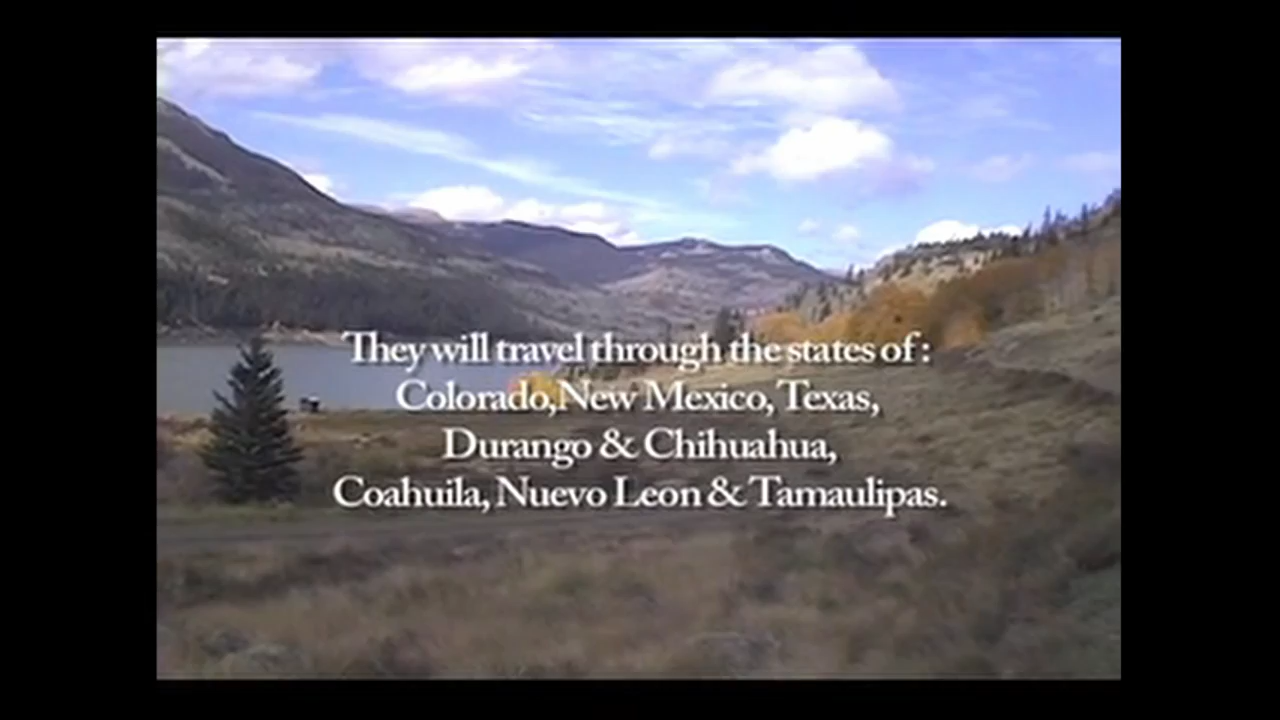 They will travel through the states of :
Colorado,New Mexico, Texas,
Durango & Chihuahua,
Coahuila, Nuevo Leon & Tamaulipas.